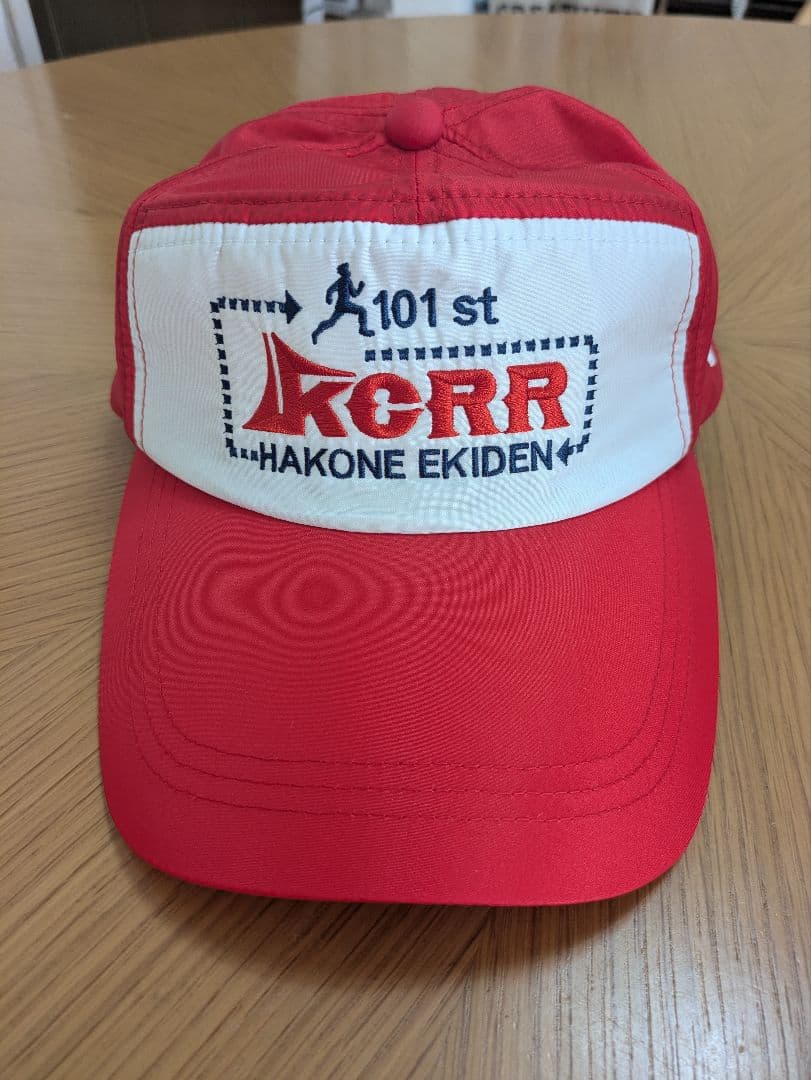 101 st
KCRR
HAKONE EKIDEN